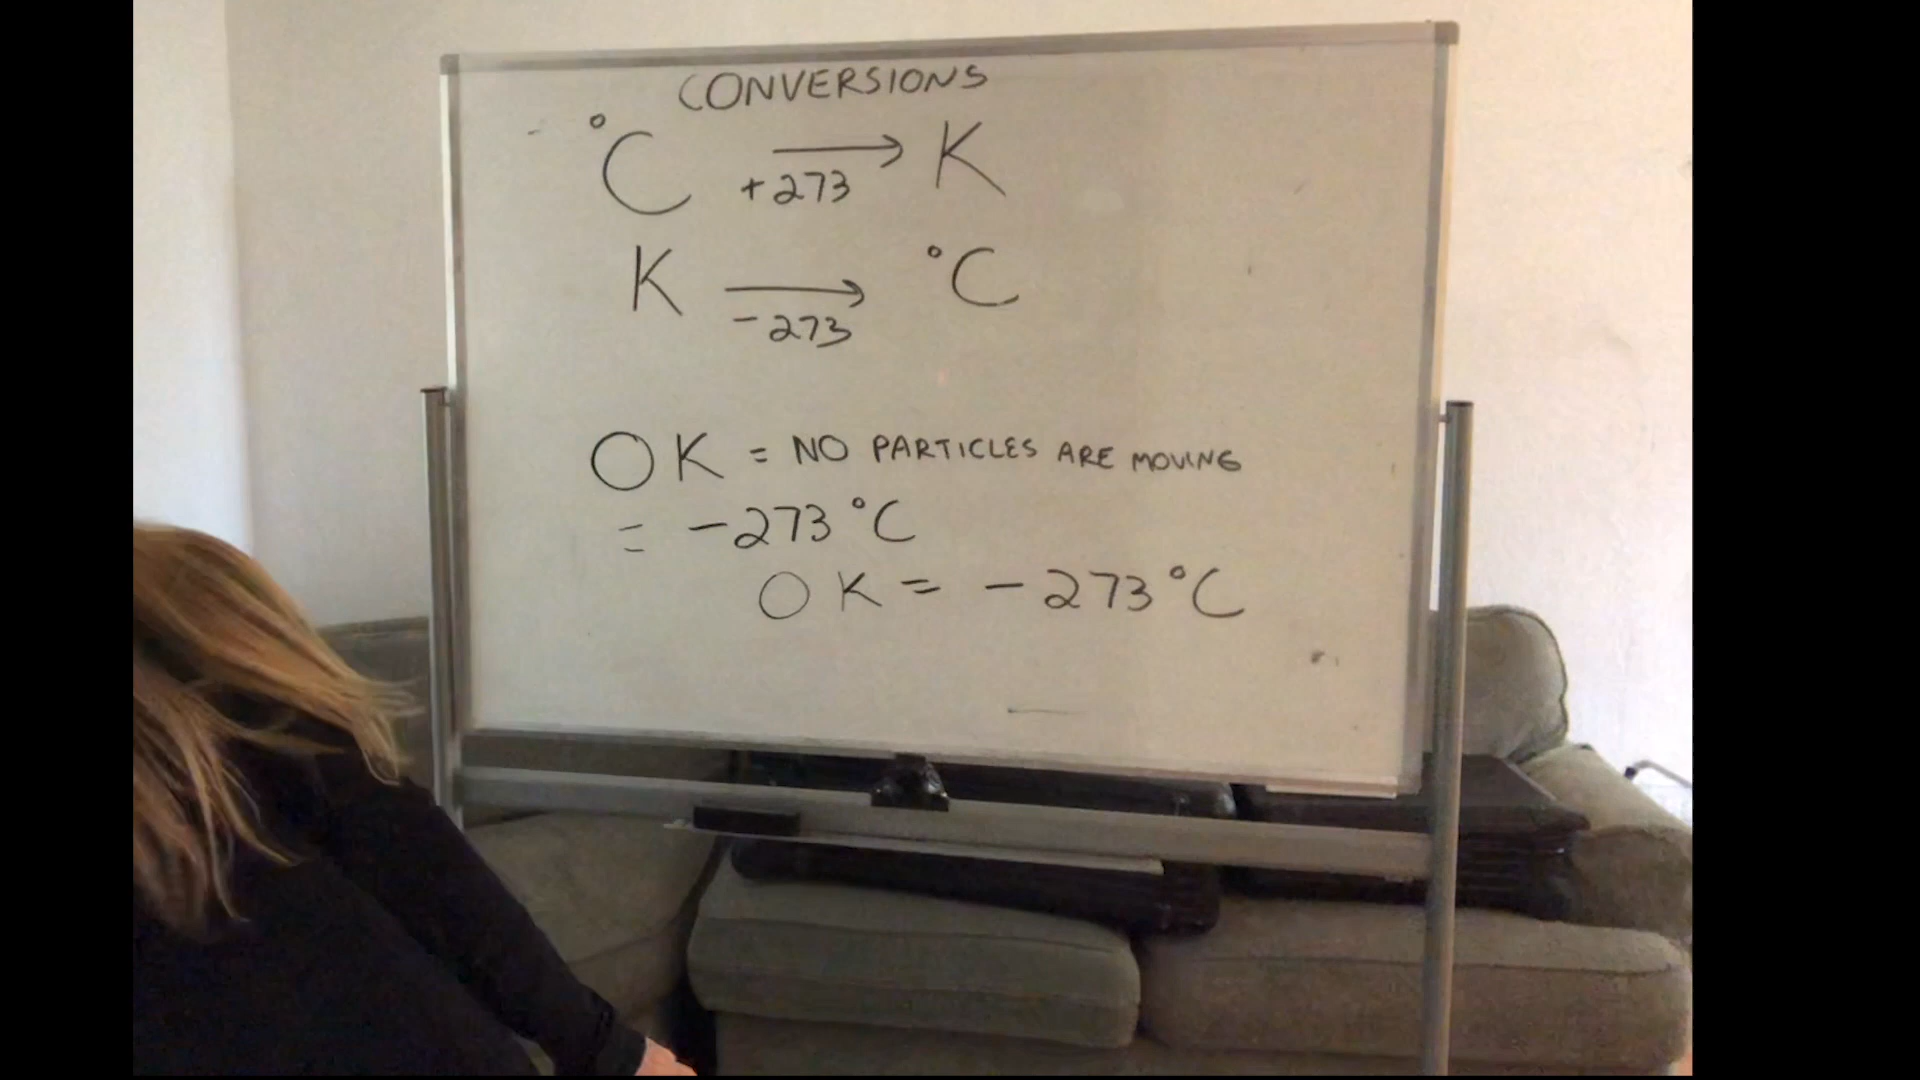 CONVERSIONS
°C → K
+273
K → °C
-273
0 K = NO PARTICLES ARE MOVING
= -273°C
0 K = -273°C